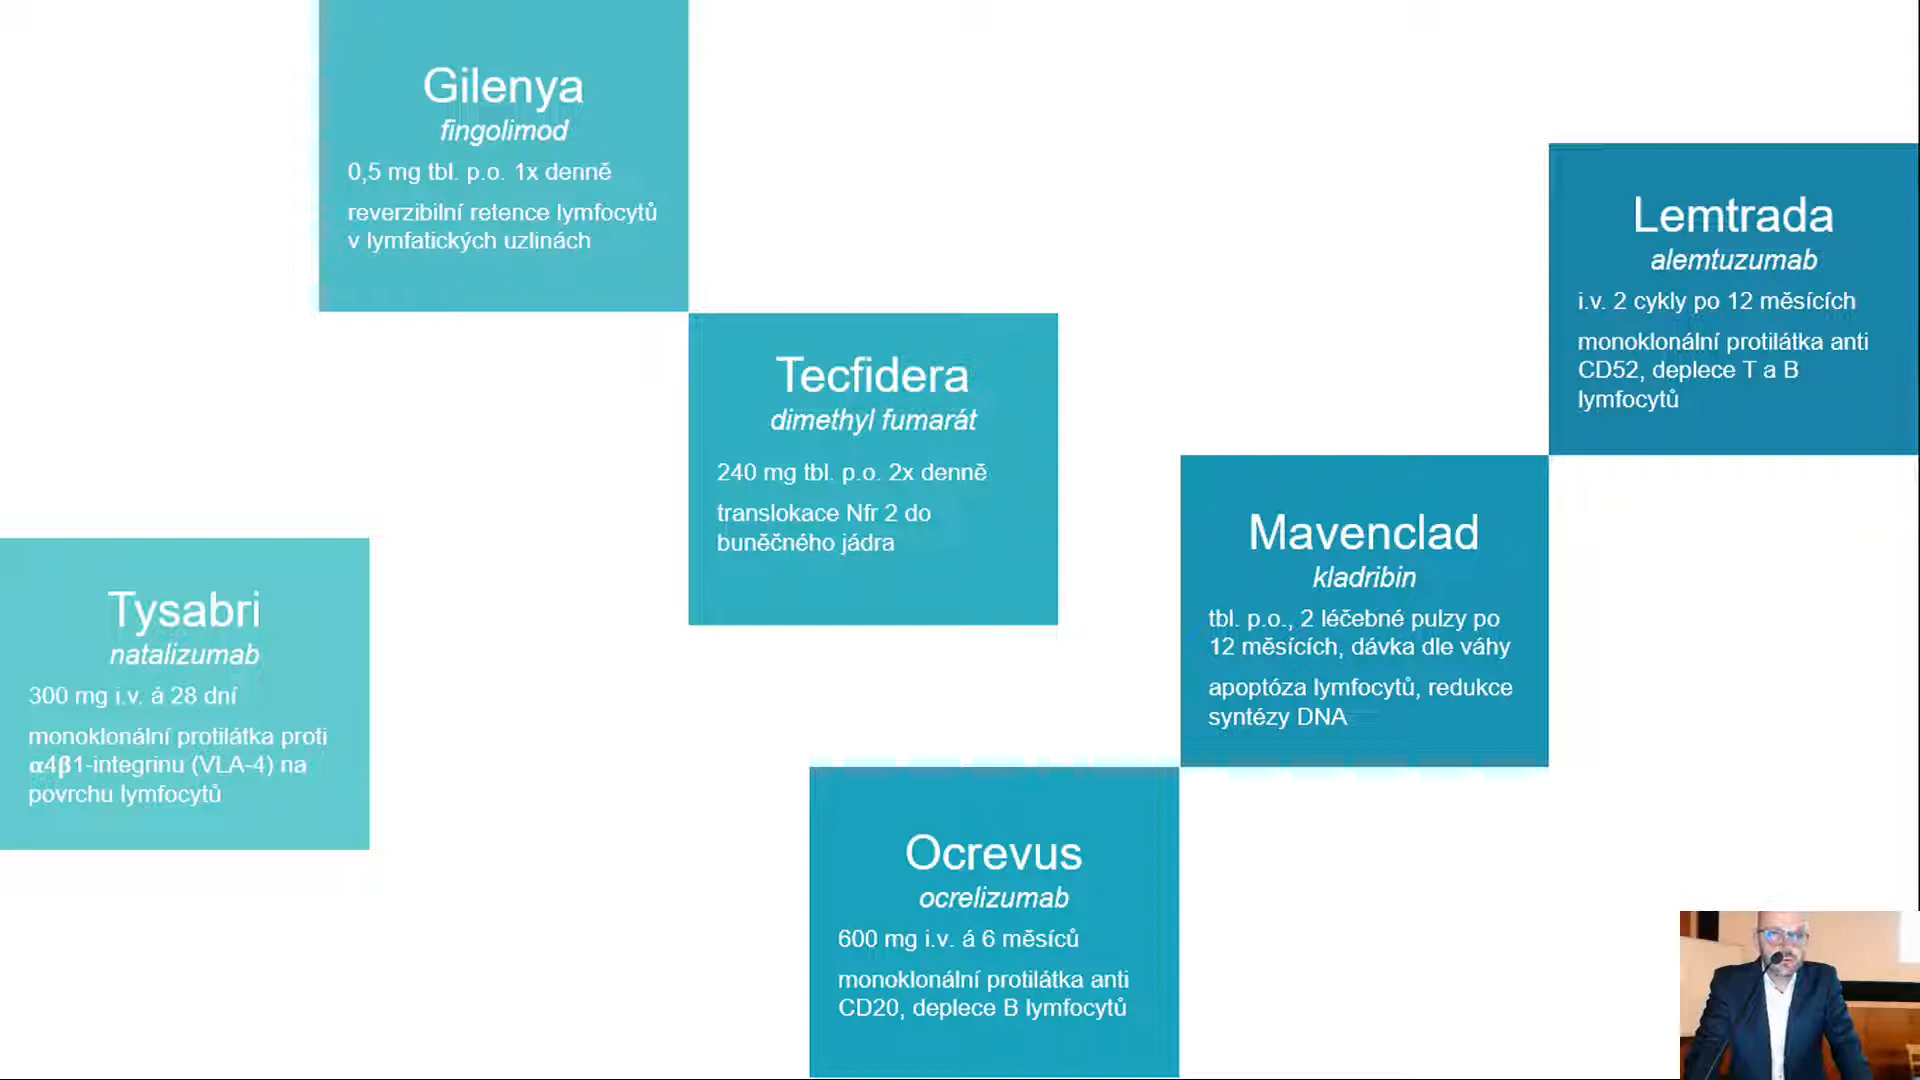 Gilenya
fingolimod
0,5 mg tbl. p.o. 1x denně
reverzibilní retence lymfocytů
v lymfatických uzlinách
Tecfidera
dimethyl fumarát
240 mg tbl. p.o. 2x denně
translokace Nfr 2 do
buněčného jádra
Tysabri
natalizumab
300 mg i.v. á 28 dní
monoklonální protilátka proti
α4β1-integrinu (VLA-4) na
povrchu lymfocytů
Ocrevus
ocrelizumab
600 mg i.v. á 6 měsíců
monoklonální protilátka anti
CD20, deplece B lymfocytů
Mavenclad
kladribin
tbl. p.o., 2 léčebné pulzy po
12 měsících, dávka dle váhy
apoptóza lymfocytů, redukce
syntézy DNA
Lemtrada
alemtuzumab
i.v. 2 cykly po 12 měsících
monoklonální protilátka anti
CD52, deplece T a B
lymfocytů